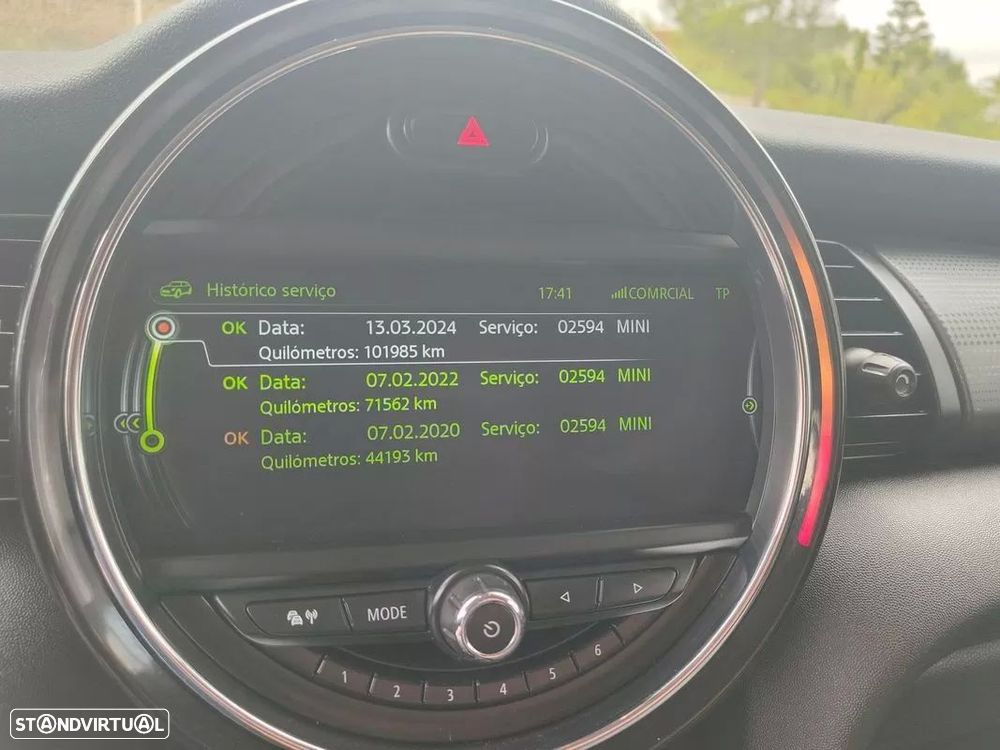 Histórico serviço 17:41 COMRCIAL TP
OK Data: 13.03.2024 Serviço: 02594 MINI
Quilómetros: 101985 km
OK Data: 07.02.2022 Serviço: 02594 MINI
Quilómetros: 71562 km
OK Data: 07.02.2020 Serviço: 02594 MINI
Quilómetros: 44193 km
MODE
1 2 3 4 5 6
STANDVIRTUAL